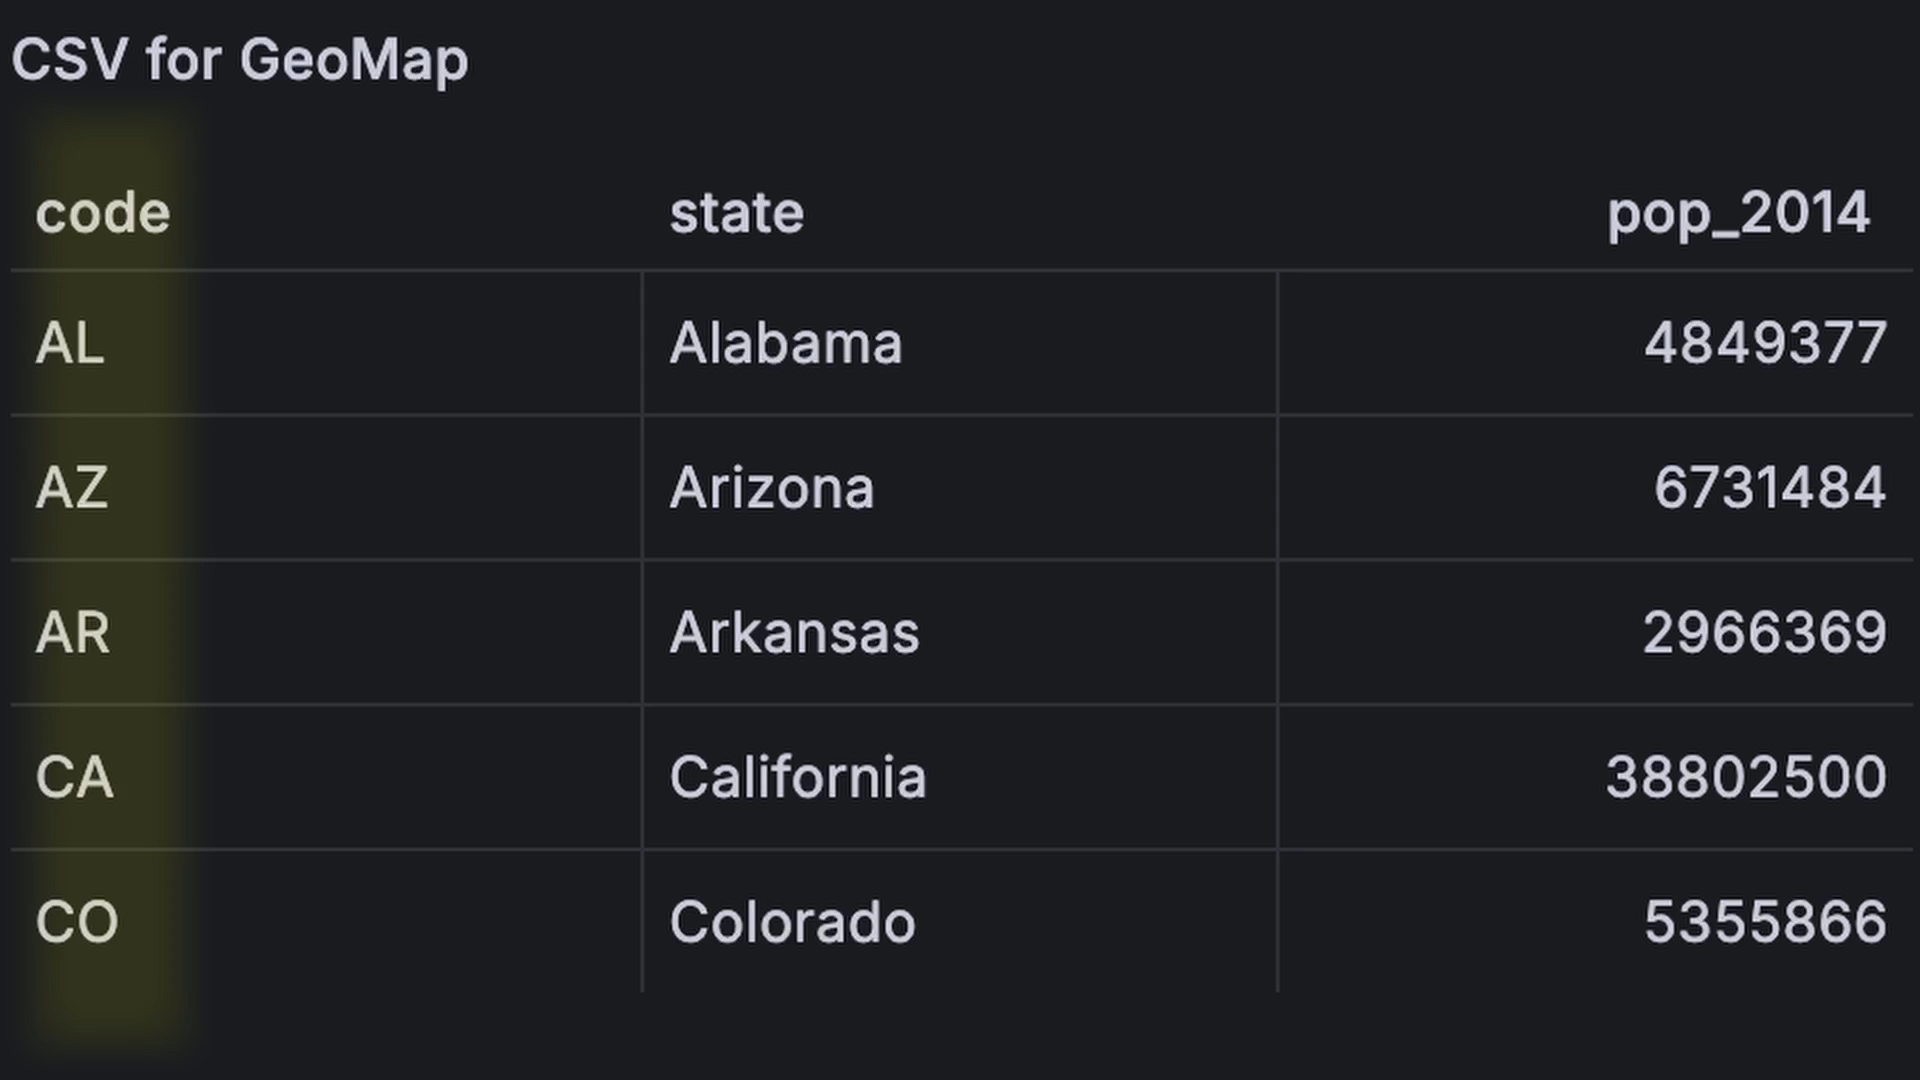 CSV for GeoMap
code state pop_2014
AL Alabama 4849377
AZ Arizona 6731484
AR Arkansas 2966369
CA California 38802500
CO Colorado 5355866